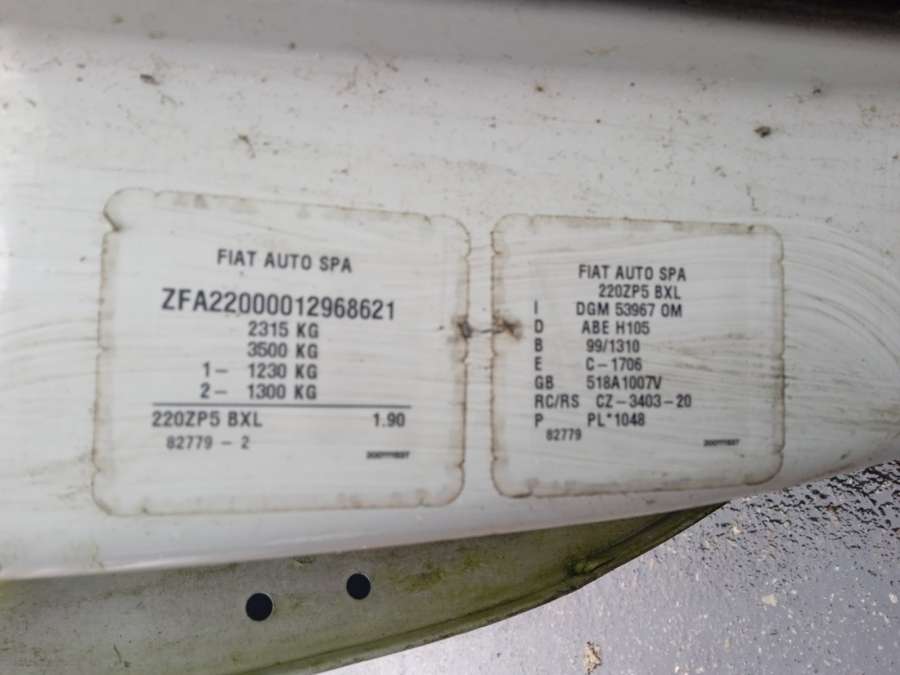 FIAT AUTO SPA
ZFA22000012968621
2315 KG
3500 KG
1- 1230 KG
2- 1300 KG
220ZP5 BXL 1.90
82779 - 2
FIAT AUTO SPA
220ZP5 BXL
I DGM 53967 OM
D ABE H105
B 99/1310
E C-1706
GB 518A1007V
RC/RS CZ-3403-20
P PL*1048
82779